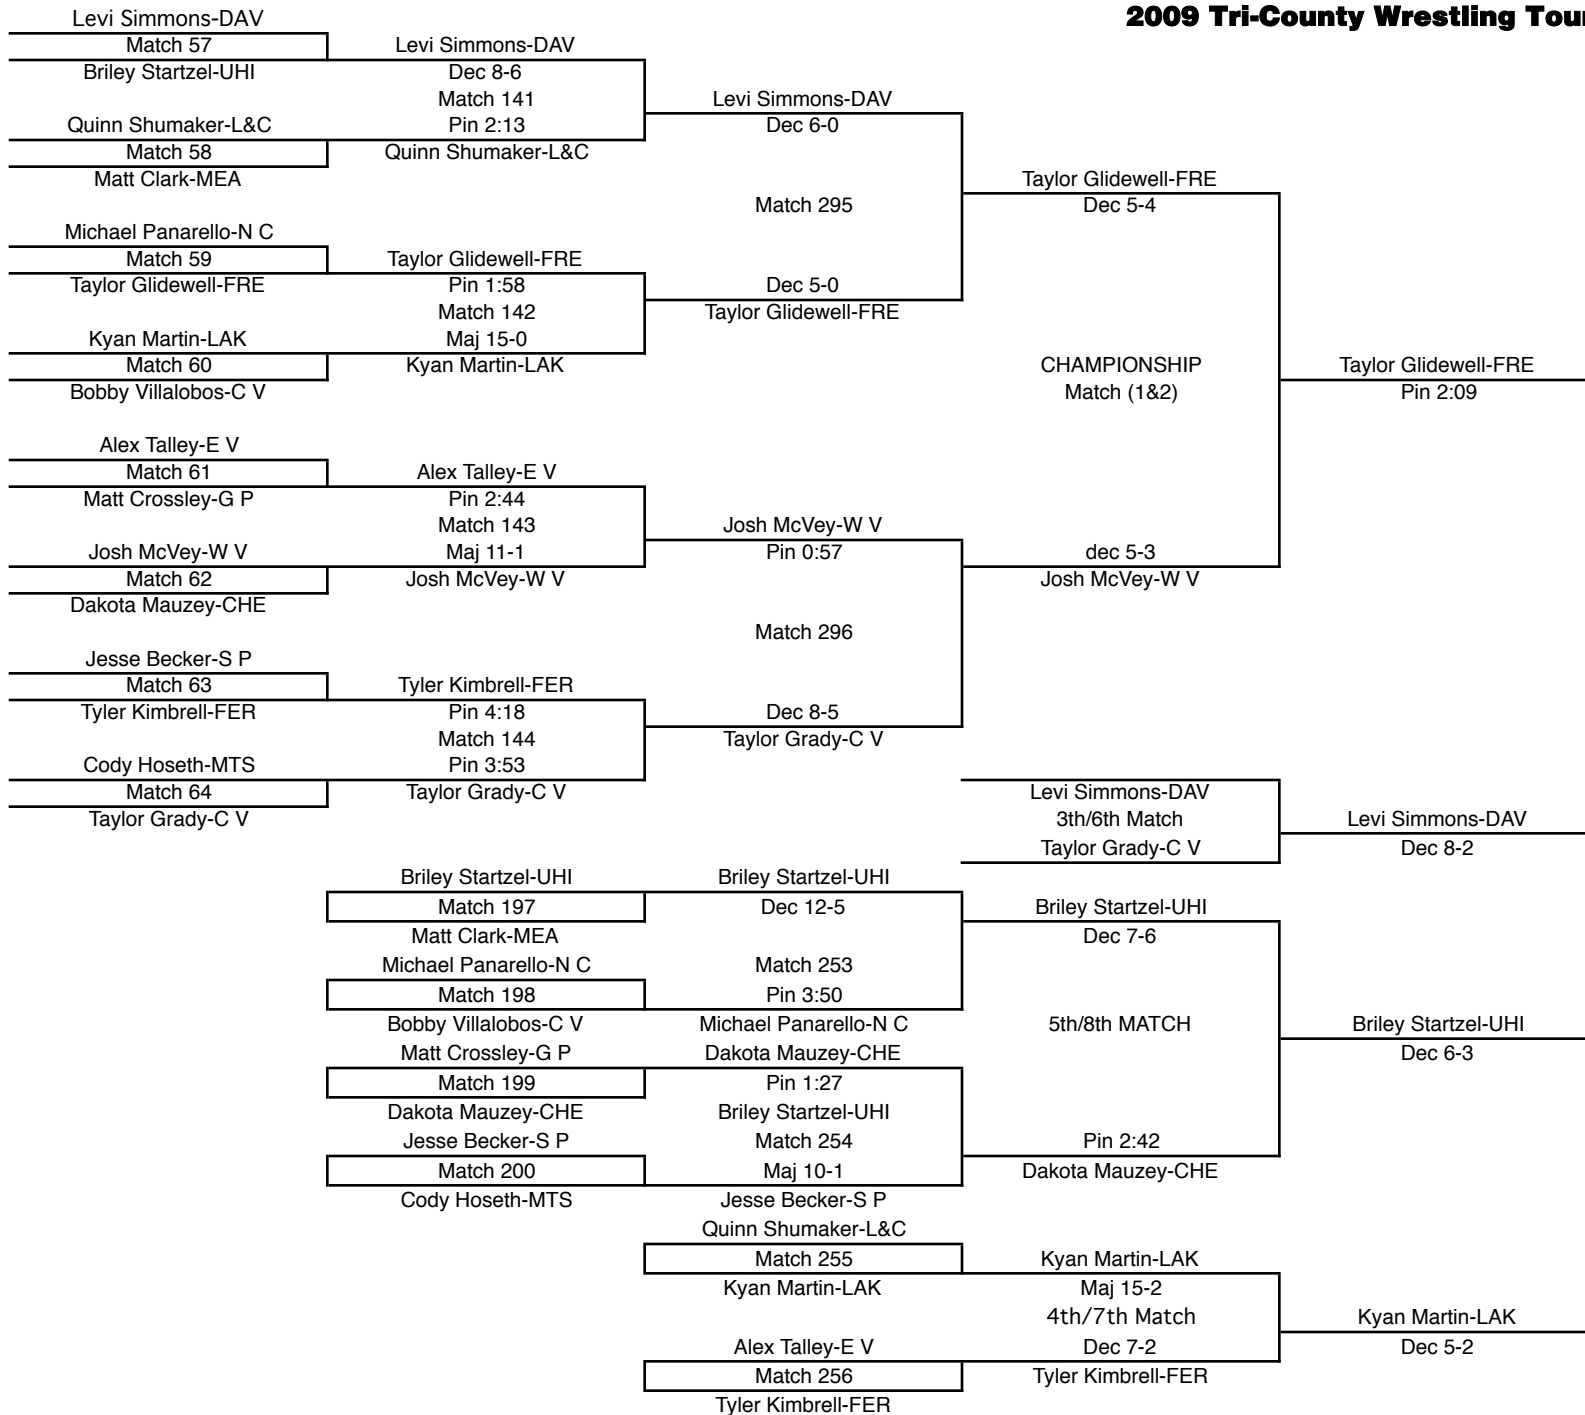 2009 Tri-County Wrestling Tour
Levi Simmons-DAV
Match 57
Briley Startzel-UHI
Quinn Shumaker-L&C
Match 58
Matt Clark-MEA
Michael Panarello-N C
Match 59
Taylor Glidewell-FRE
Kyan Martin-LAK
Match 60
Bobby Villalobos-C V
Alex Talley-E V
Match 61
Matt Crossley-G P
Josh McVey-W V
Match 62
Dakota Mauzey-CHE
Jesse Becker-S P
Match 63
Tyler Kimbrell-FER
Cody Hoseth-MTS
Match 64
Taylor Grady-C V
Levi Simmons-DAV
Dec 8-6
Match 141
Pin 2:13
Quinn Shumaker-L&C
Taylor Glidewell-FRE
Pin 1:58
Match 142
Maj 15-0
Kyan Martin-LAK
Alex Talley-E V
Pin 2:44
Match 143
Maj 11-1
Josh McVey-W V
Tyler Kimbrell-FER
Pin 4:18
Match 144
Pin 3:53
Taylor Grady-C V
Levi Simmons-DAV
Dec 6-0
Match 295
Dec 5-0
Taylor Glidewell-FRE
Josh McVey-W V
Pin 0:57
Match 296
Dec 8-5
Taylor Grady-C V
Taylor Glidewell-FRE
Dec 5-4
CHAMPIONSHIP
Match (1&2)
dec 5-3
Josh McVey-W V
Taylor Glidewell-FRE
Pin 2:09
Levi Simmons-DAV
3th/6th Match
Taylor Grady-C V
Levi Simmons-DAV
Dec 8-2
Briley Startzel-UHI
Match 197
Matt Clark-MEA
Michael Panarello-N C
Match 198
Bobby Villalobos-C V
Matt Crossley-G P
Match 199
Dakota Mauzey-CHE
Jesse Becker-S P
Match 200
Cody Hoseth-MTS
Briley Startzel-UHI
Dec 12-5
Match 253
Pin 3:50
Michael Panarello-N C
Dakota Mauzey-CHE
Pin 1:27
Briley Startzel-UHI
Match 254
Maj 10-1
Jesse Becker-S P
Briley Startzel-UHI
Dec 7-6
5th/8th MATCH
Pin 2:42
Dakota Mauzey-CHE
Briley Startzel-UHI
Dec 6-3
Quinn Shumaker-L&C
Match 255
Kyan Martin-LAK
Alex Talley-E V
Match 256
Tyler Kimbrell-FER
Kyan Martin-LAK
Maj 15-2
4th/7th Match
Dec 7-2
Tyler Kimbrell-FER
Kyan Martin-LAK
Dec 5-2